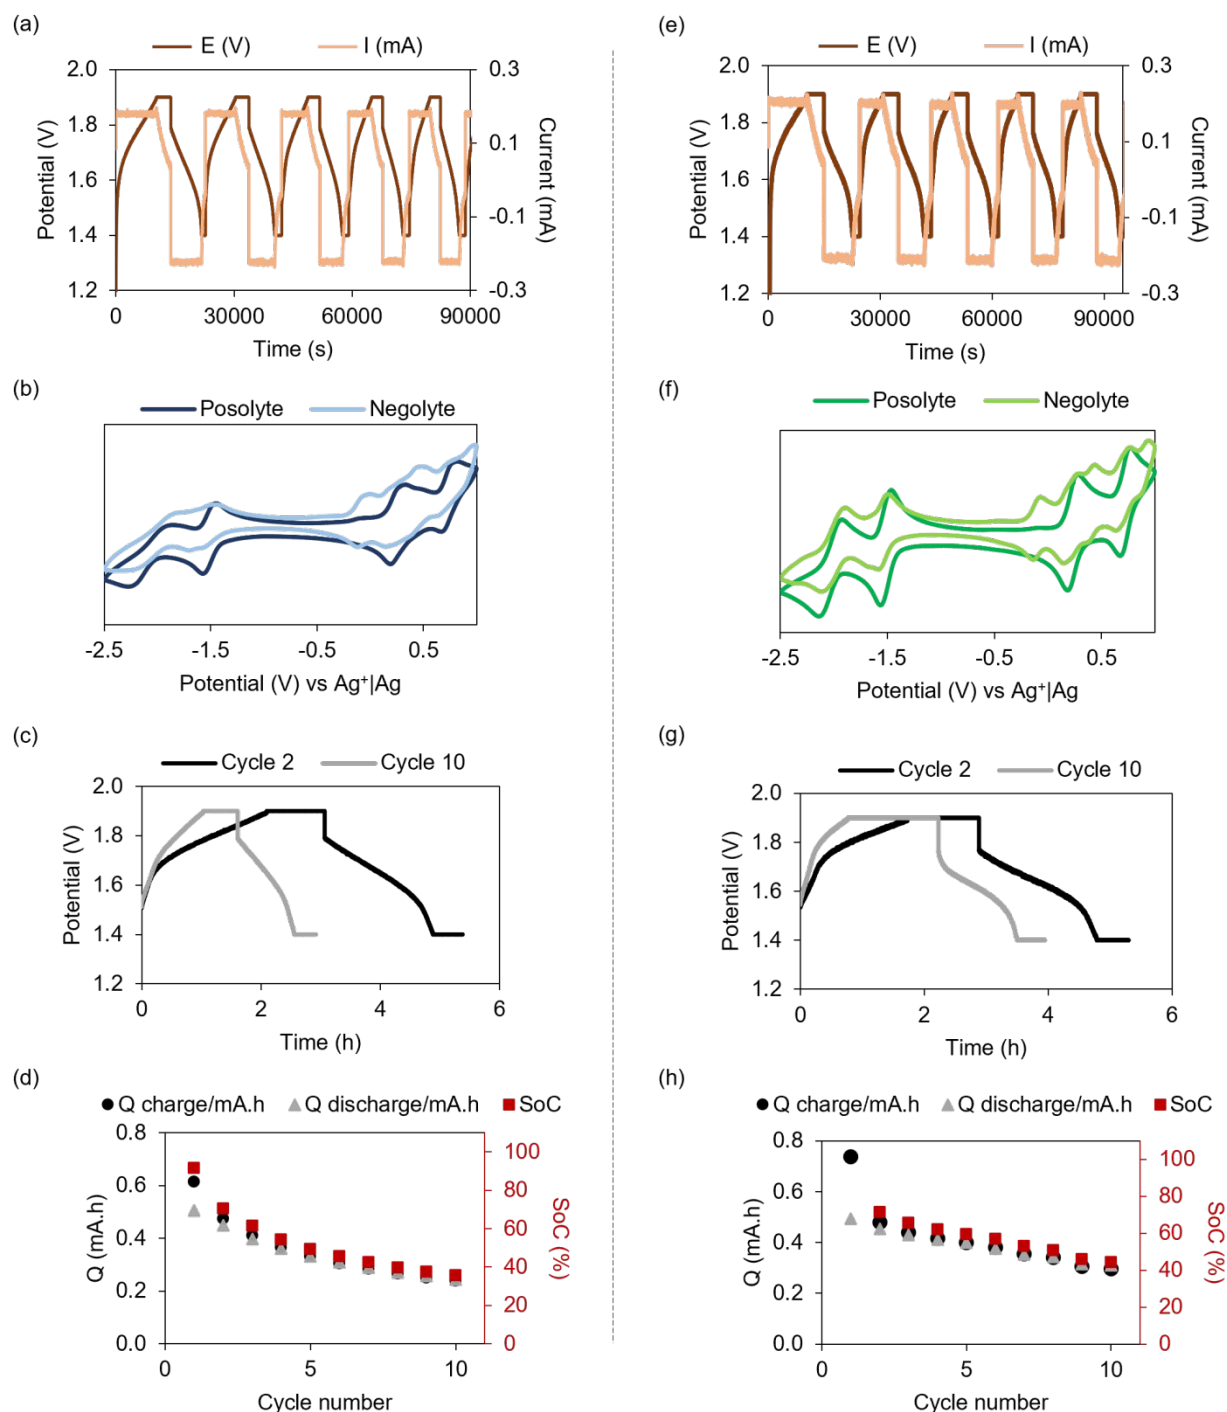 (a)
E (V) I (mA)
2.0 0.3
1.8 0.1
1.6 -0.1
1.4
1.2 -0.3
Potential (V)
Current (mA)
0 30000 60000 90000
Time (s)
(b)
Posolyte Negolyte
-2.5 -1.5 -0.5 0.5
Potential (V) vs Ag⁺|Ag
(c)
Cycle 2 Cycle 10
2.0
1.8
1.6
1.4
1.2
Potential (V)
0 2 4 6
Time (h)
(d)
Q charge/mA.h Q discharge/mA.h SoC
0.8 100
0.6 80
60
0.4 40
0.2 20
0.0 0
Q (mA.h)
SoC (%)
0 5 10
Cycle number
(e)
E (V) I (mA)
2.0 0.3
1.8 0.1
1.6 -0.1
1.4
1.2 -0.3
Potential (V)
Current (mA)
0 30000 60000 90000
Time (s)
(f)
Posolyte Negolyte
-2.5 -1.5 -0.5 0.5
Potential (V) vs Ag⁺|Ag
(g)
Cycle 2 Cycle 10
2.0
1.8
1.6
1.4
1.2
Potential (V)
0 2 4 6
Time (h)
(h)
Q charge/mA.h Q discharge/mA.h SoC
0.8 100
0.6 80
60
0.4 40
0.2 20
0.0 0
Q (mA.h)
SoC (%)
0 5 10
Cycle number